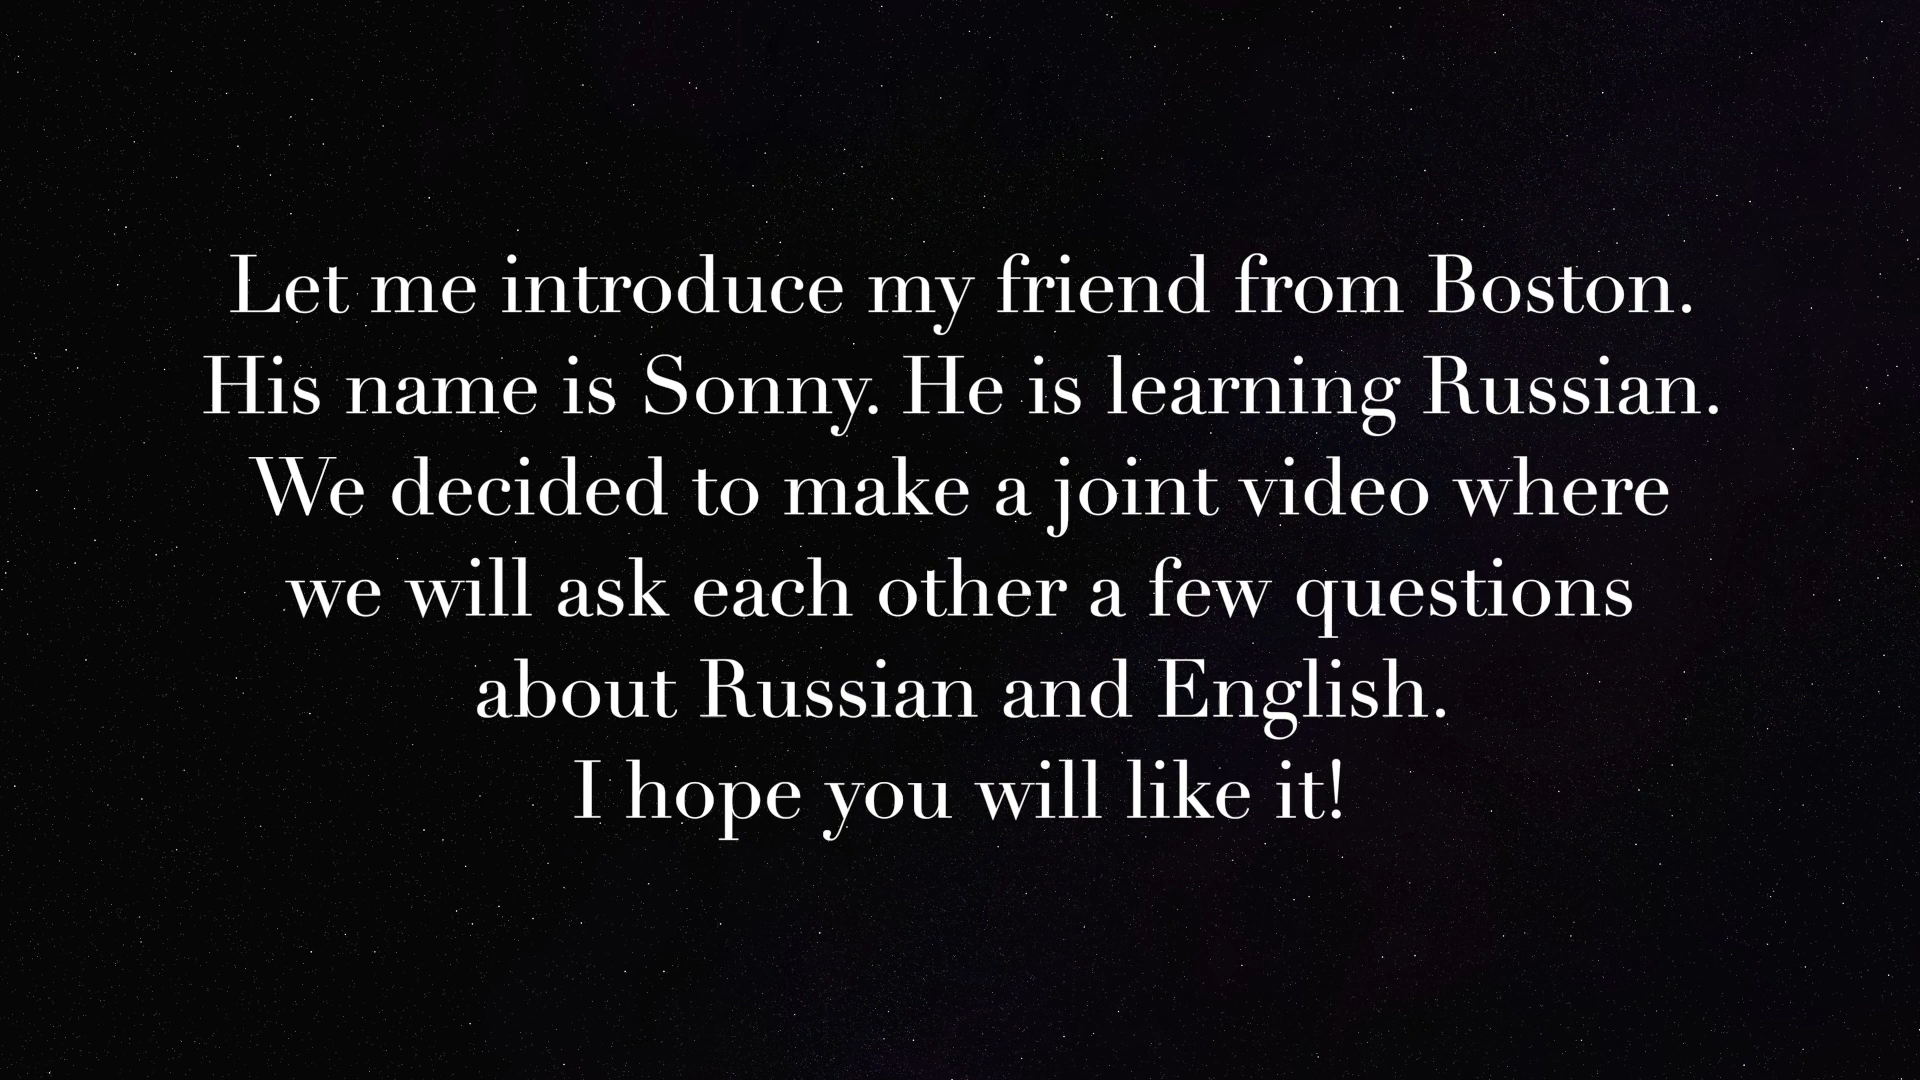 Let me introduce my friend from Boston.
His name is Sonny. He is learning Russian.
We decided to make a joint video where
we will ask each other a few questions
about Russian and English.
I hope you will like it!